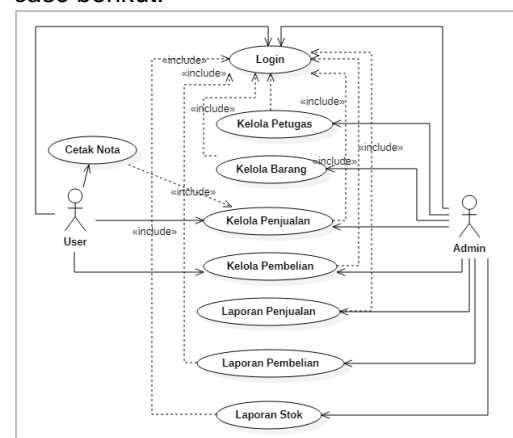 case berikut:
Login
«include»
«include»
«include»
«include»
Kelola Petugas
Cetak Nota
«include»
«include»
Kelola Barang
«include»
Kelola Penjualan
«include»
User
Admin
Kelola Pembelian
Laporan Penjualan
Laporan Pembelian
Laporan Stok